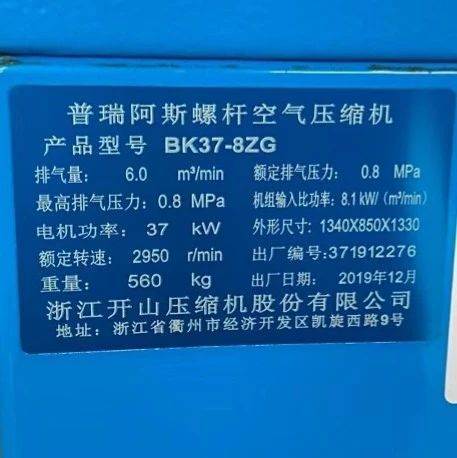 普瑞阿斯螺杆空气压缩机
产品型号 BK37-8ZG
排气量: 6.0 m³/min 额定排气压力: 0.8 MPa
最高排气压力: 0.8 MPa 机组输入比功率: 8.1 kW/(m³/min)
电机功率: 37 kW 外形尺寸: 1340X850X1330
额定转速: 2950 r/min 出厂编号: 371912276
重量: 560 kg 出厂日期: 2019年12月
浙江开山压缩机股份有限公司
地址: 浙江省衢州市经济开发区凯旋西路9号